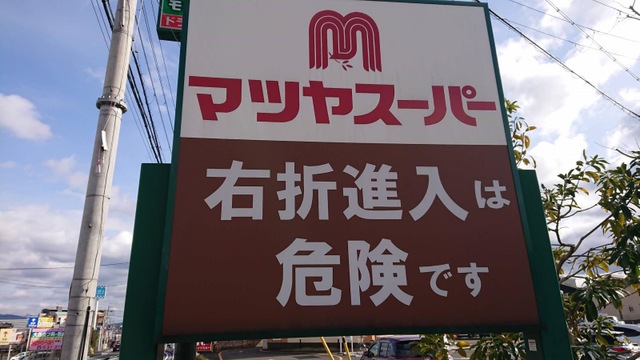 マツヤスーパー
右折進入は
危険です